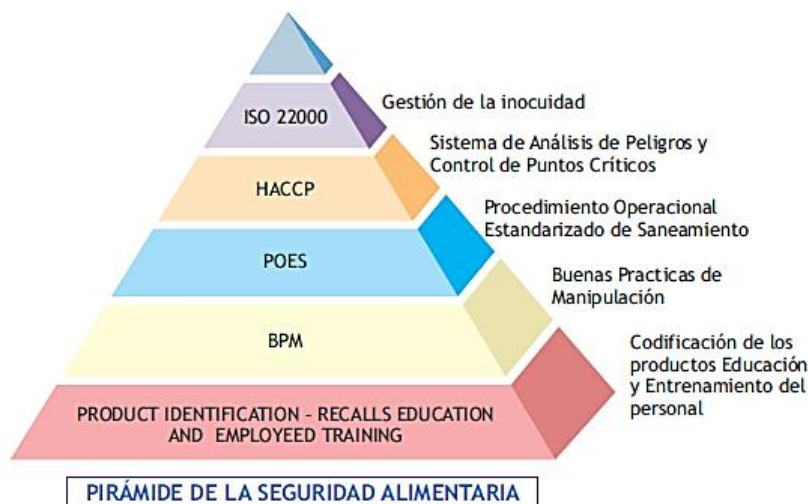 ISO 22000
Gestión de la inocuidad
HACCP
Sistema de Análisis de Peligros y
Control de Puntos Críticos
POES
Procedimiento Operacional
Estandarizado de Saneamiento
BPM
Buenas Practicas de
Manipulación
PRODUCT IDENTIFICATION - RECALLS EDUCATION
AND EMPLOYEED TRAINING
Codificación de los
productos Educación
y Entrenamiento del
personal
PIRÁMIDE DE LA SEGURIDAD ALIMENTARIA